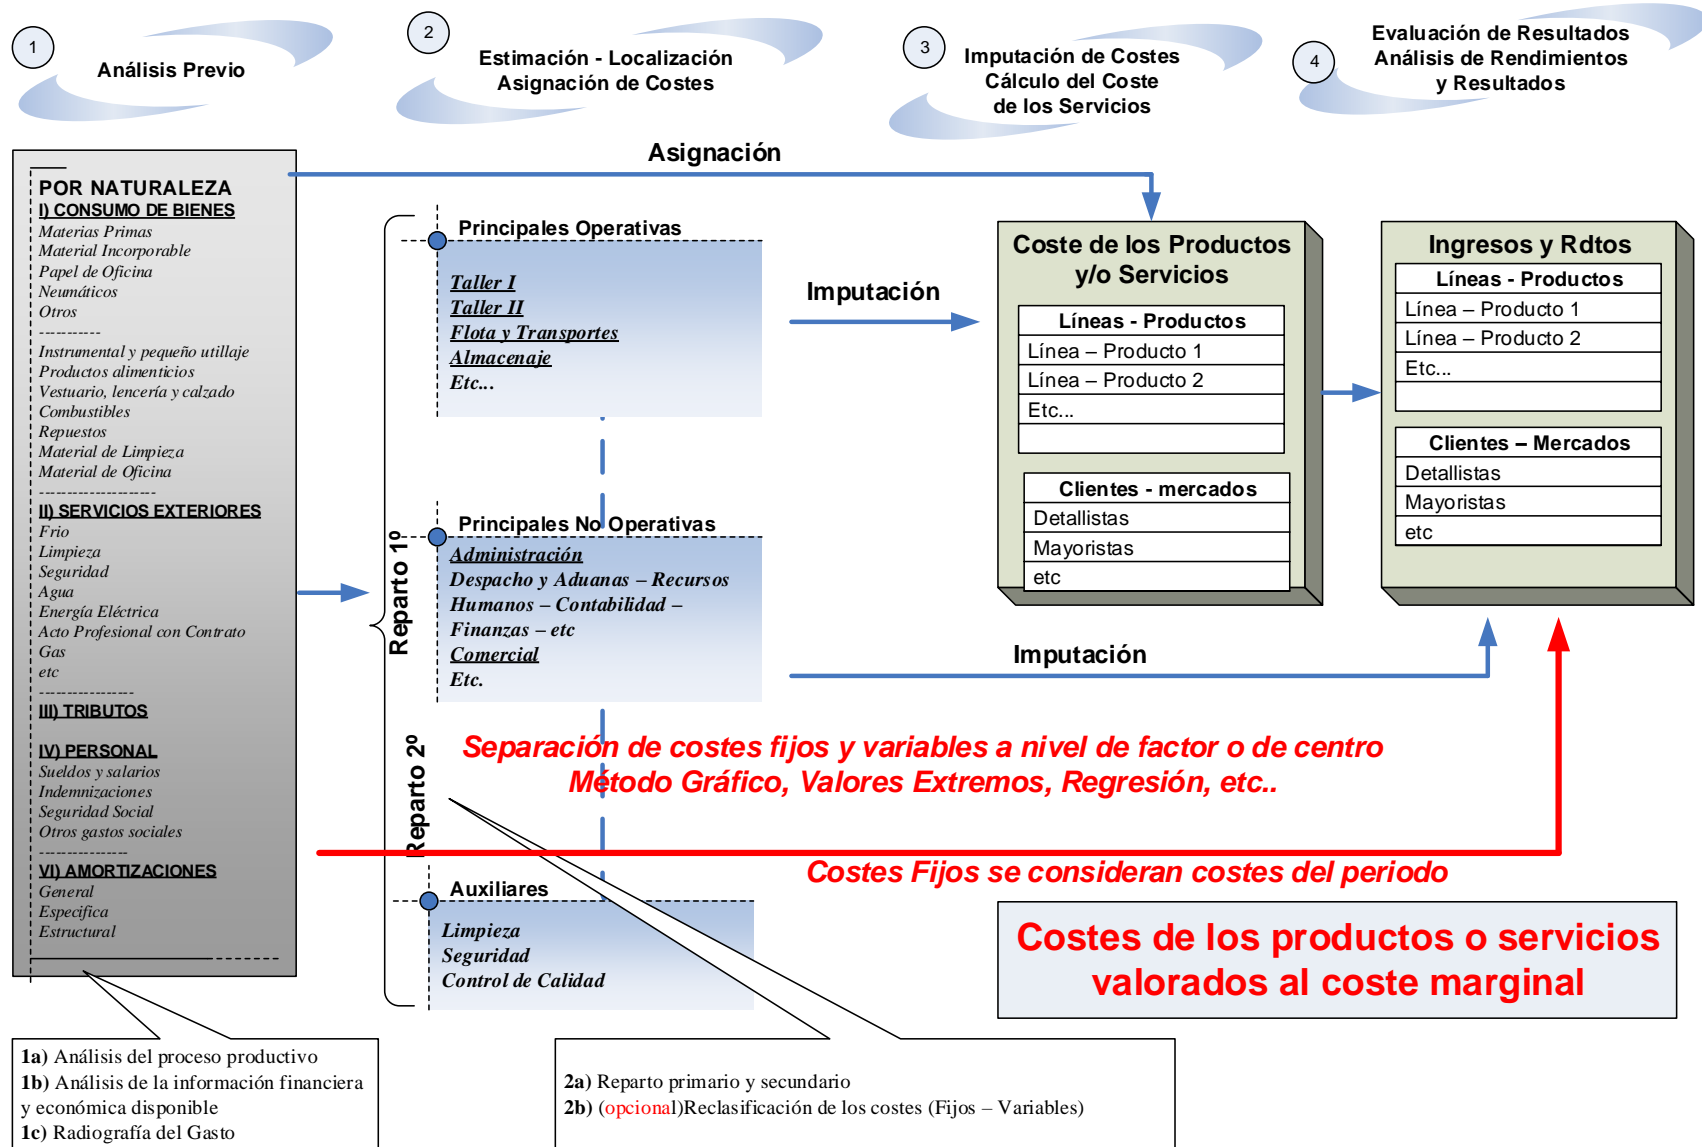 1
Análisis Previo
2
Estimación - Localización
Asignación de Costes
3
Imputación de Costes
Cálculo del Coste
de los Servicios
4
Evaluación de Resultados
Análisis de Rendimientos
y Resultados
POR NATURALEZA
I) CONSUMO DE BIENES
Materias Primas
Material Incorporable
Papel de Oficina
Neumáticos
Otros
-----------
Instrumental y pequeño utillaje
Productos alimenticios
Vestuario, lencería y calzado
Combustibles
Repuestos
Material de Limpieza
Material de Oficina
---------------------
II) SERVICIOS EXTERIORES
Frio
Limpieza
Seguridad
Agua
Energía Eléctrica
Acto Profesional con Contrato
Gas
etc
-----------------
III) TRIBUTOS
IV) PERSONAL
Sueldos y salarios
Indemnizaciones
Seguridad Social
Otros gastos sociales
----------------
VI) AMORTIZACIONES
General
Especifica
Estructural
Asignación
Reparto 1º
Reparto 2º
Principales Operativas
Taller I
Taller II
Flota y Transportes
Almacenaje
Etc...
Principales No Operativas
Administración
Despacho y Aduanas – Recursos
Humanos – Contabilidad –
Finanzas – etc
Comercial
Etc.
Auxiliares
Limpieza
Seguridad
Control de Calidad
Imputación
Coste de los Productos
y/o Servicios
Líneas - Productos
Línea – Producto 1
Línea – Producto 2
Etc...
Clientes - mercados
Detallistas
Mayoristas
etc
Ingresos y Rdtos
Líneas - Productos
Línea – Producto 1
Línea – Producto 2
Etc...
Clientes – Mercados
Detallistas
Mayoristas
etc
Imputación
Separación de costes fijos y variables a nivel de factor o de centro
Método Gráfico, Valores Extremos, Regresión, etc..
Costes Fijos se consideran costes del periodo
Costes de los productos o servicios
valorados al coste marginal
1a) Análisis del proceso productivo
1b) Análisis de la información financiera
y económica disponible
1c) Radiografía del Gasto
2a) Reparto primario y secundario
2b) (opcional)Reclasificación de los costes (Fijos – Variables)